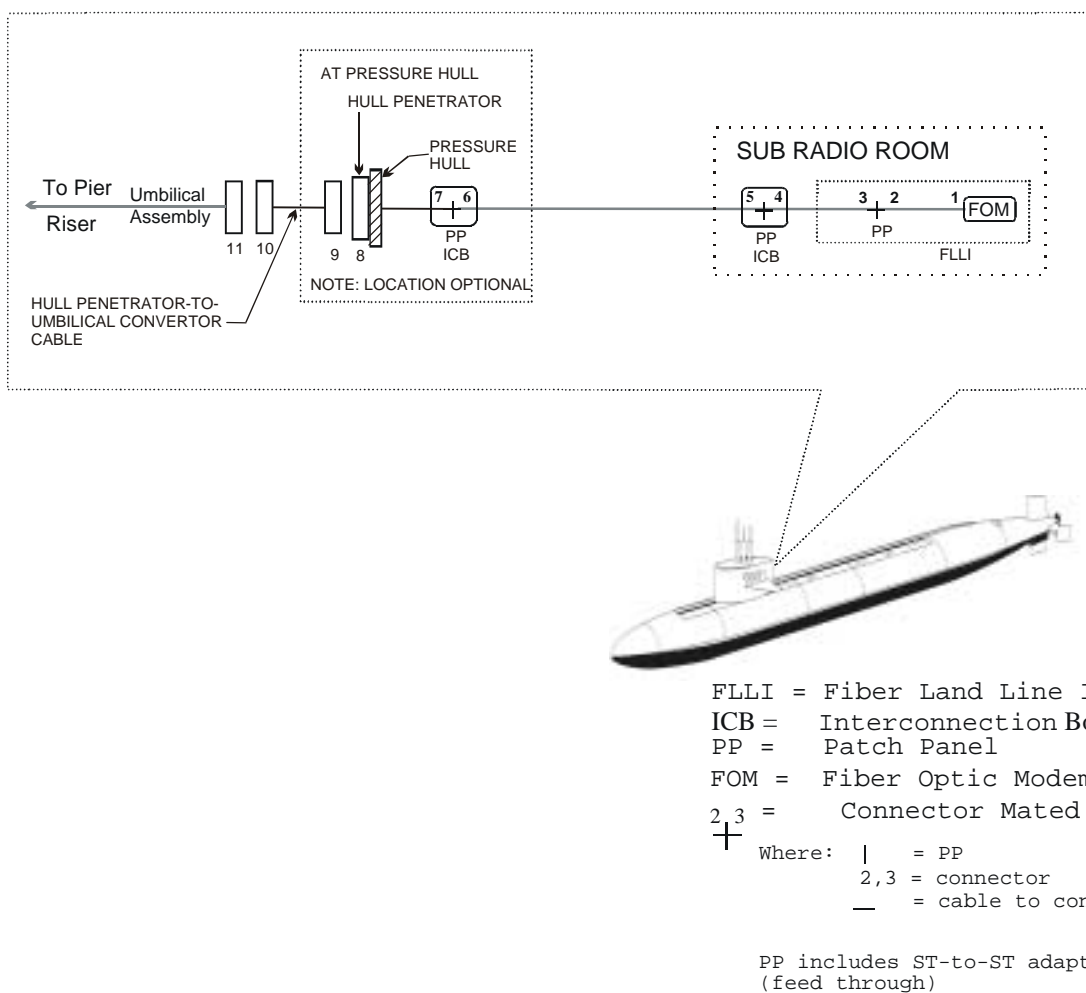 AT PRESSURE HULL
HULL PENETRATOR
PRESSURE
HULL
SUB RADIO ROOM
To Pier
Riser
Umbilical
Assembly
7 6
5 4
3 2
1
FOM
PP
ICB
PP
ICB
PP
FLLI
11 10
9 8
NOTE: LOCATION OPTIONAL
HULL PENETRATOR-TO-
UMBILICAL CONVERTOR
CABLE
FLLI = Fiber Land Line
ICB = Interconnection
PP = Patch Panel
FOM = Fiber Optic Modem
2 3 = Connector Mated
Where: | = PP
2,3 = connector
— = cable to
PP includes ST-to-ST
(feed through)